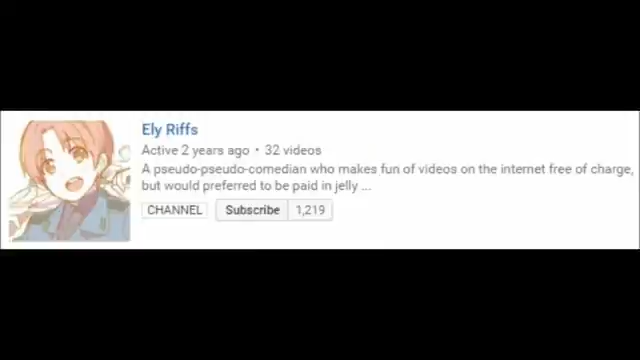 Ely Riffs
Active 2 years ago • 32 videos
A pseudo-pseudo-comedian who makes fun of videos on the internet free of charge,
but would preferred to be paid in jelly ...
CHANNEL Subscribe 1,219